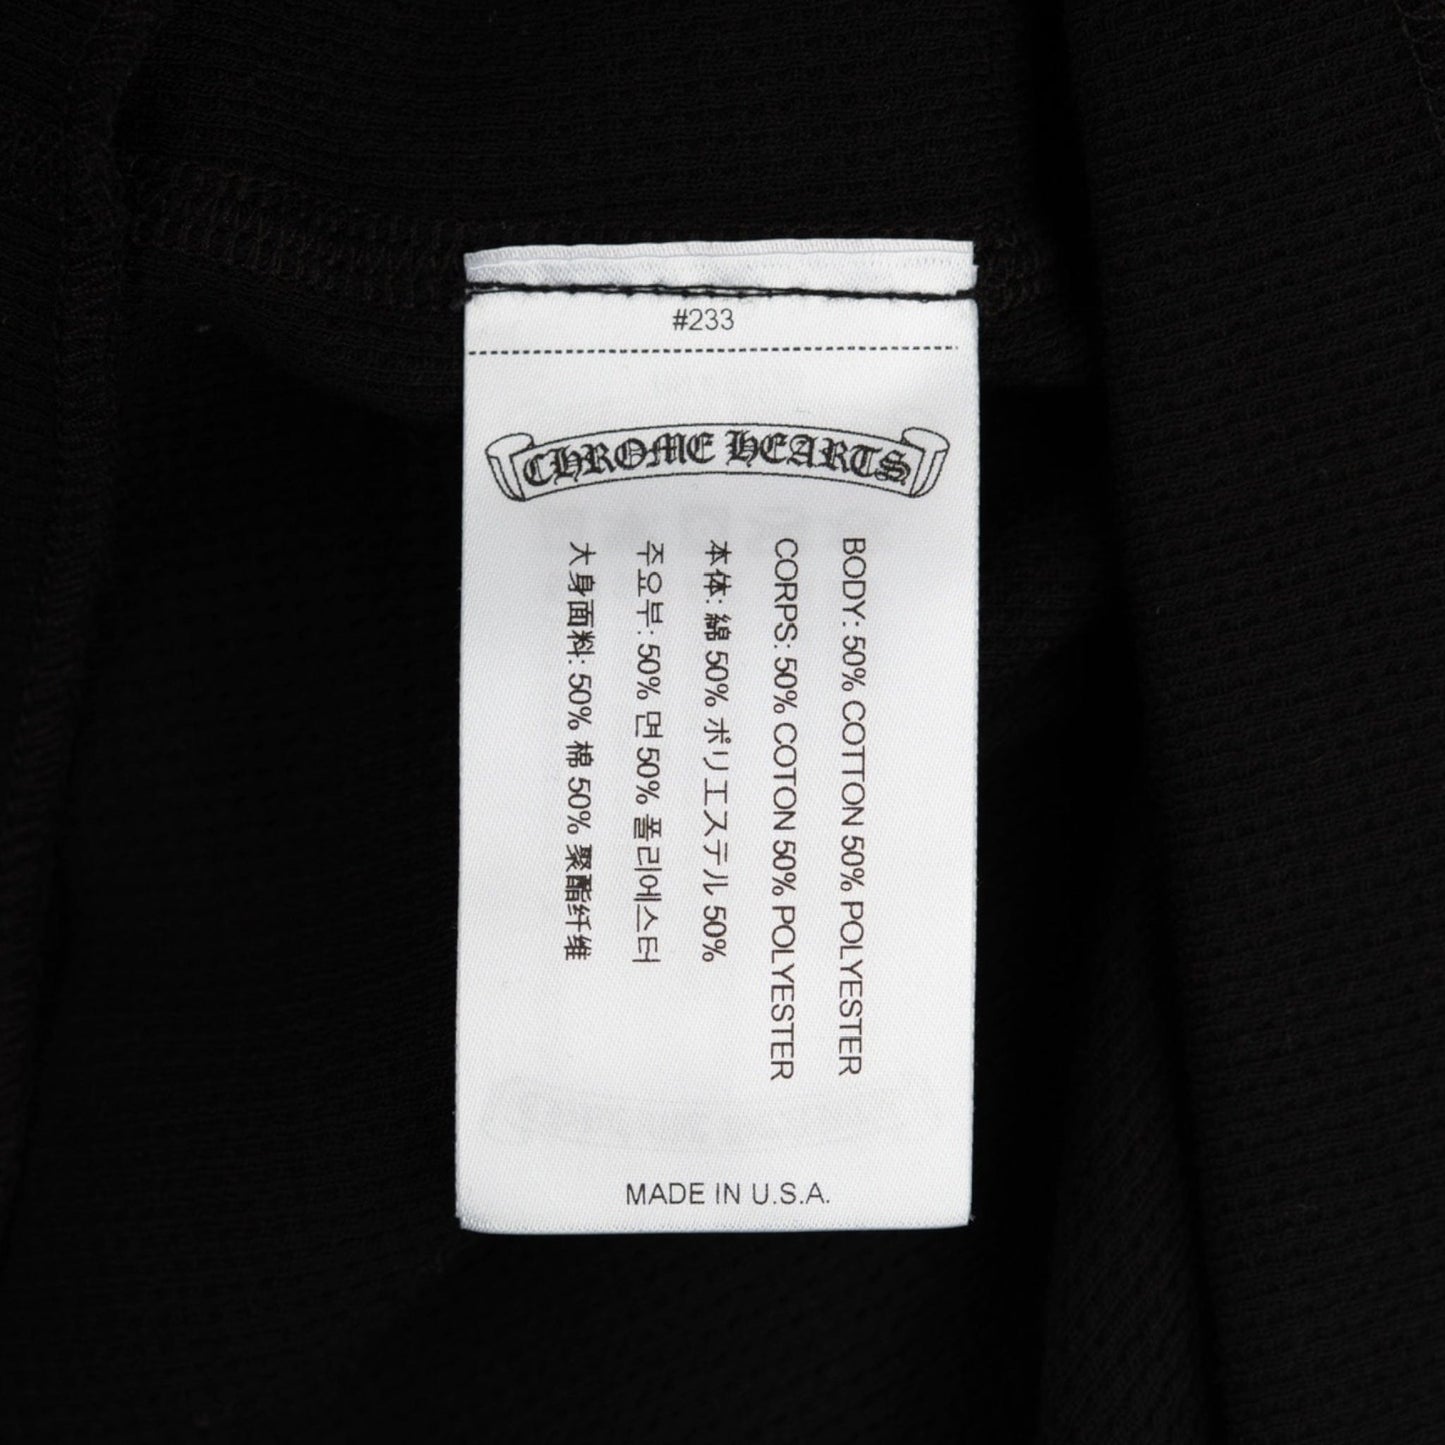 #233
CHROME HEARTS
BODY: 50% COTTON 50% POLYESTER
CORPS: 50% COTON 50% POLYESTER
本体: 綿 50% ポリエステル 50%
주요부: 50% 면 50% 폴리에스터
大身面料: 50% 棉 50% 聚酯纤维
MADE IN U.S.A.